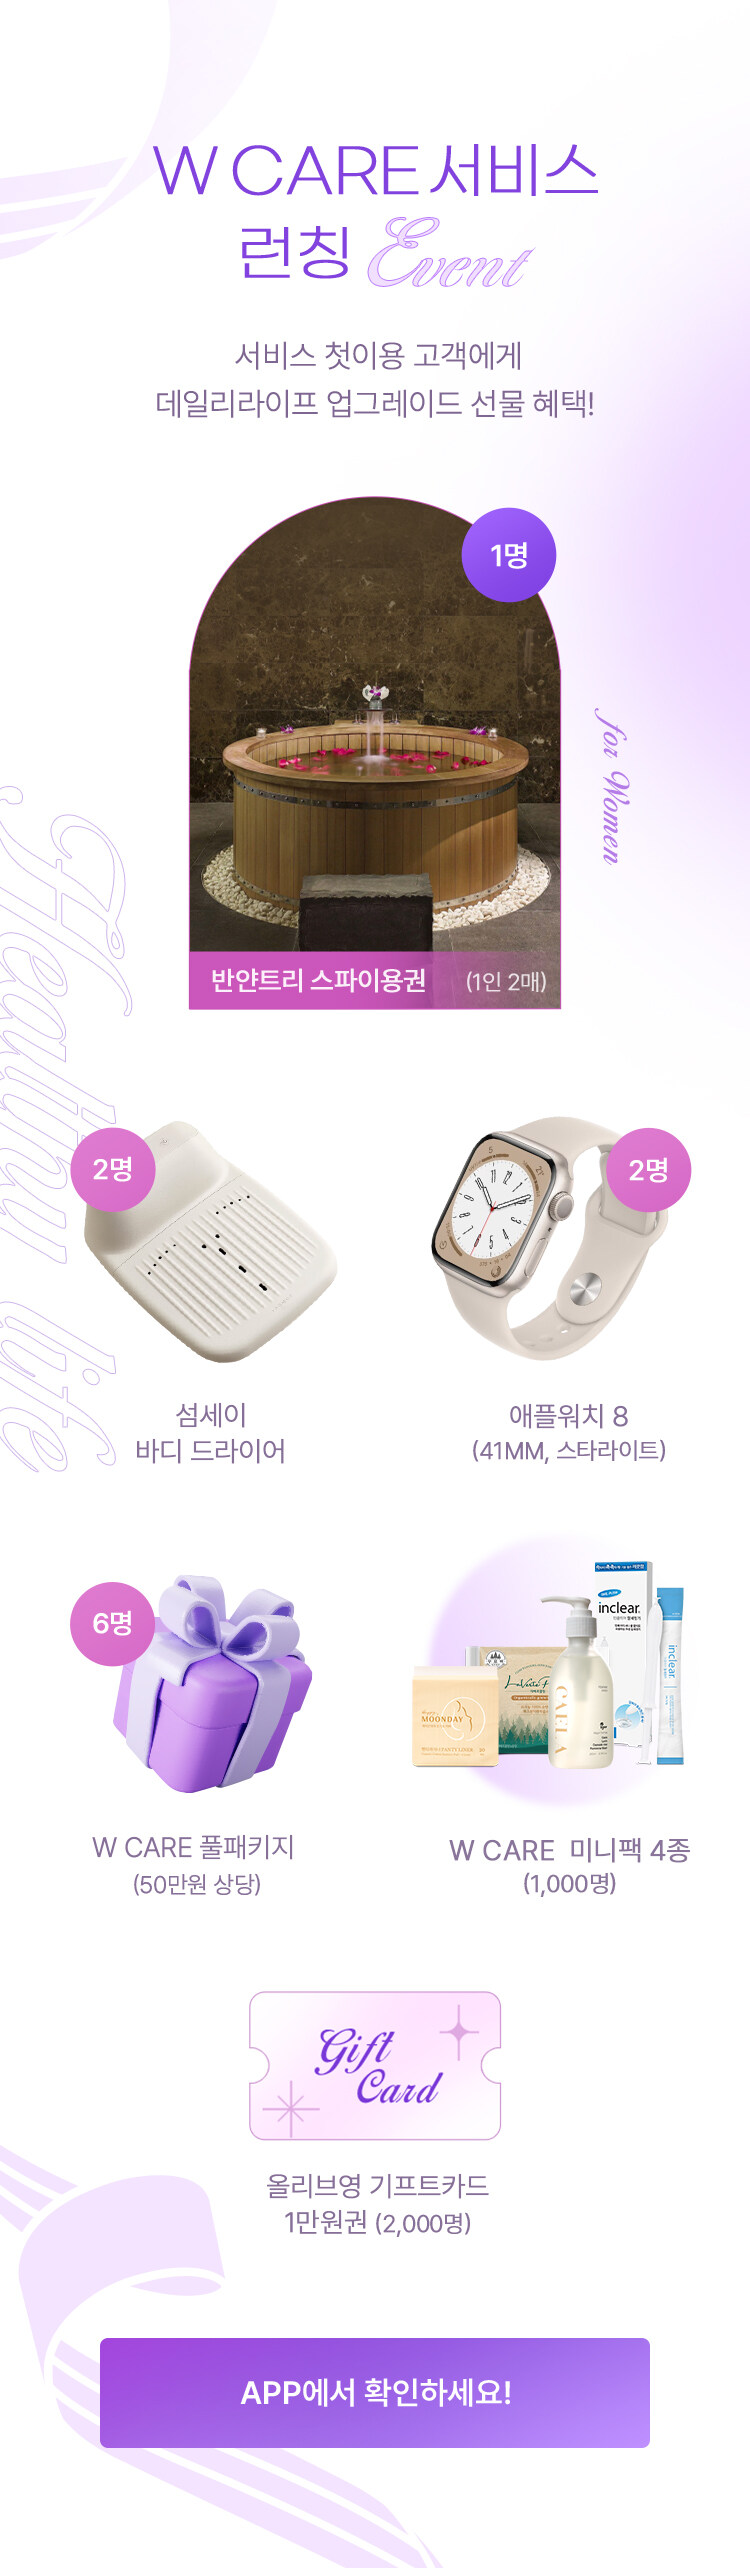 W CARE 서비스
런칭 Event
서비스 첫이용 고객에게
데일리라이프 업그레이드 선물 혜택!
1명
for Women
반얀트리 스파이용권 (1인 2매)
Healing life
2명
섬세이
바디 드라이어
2명
애플워치 8
(41MM, 스타라이트)
6명
W CARE 풀패키지
(50만원 상당)
MOONDAY
inclear
inclear
W CARE 미니팩 4종
(1,000명)
Gift
Card
올리브영 기프트카드
1만원권 (2,000명)
APP에서 확인하세요!